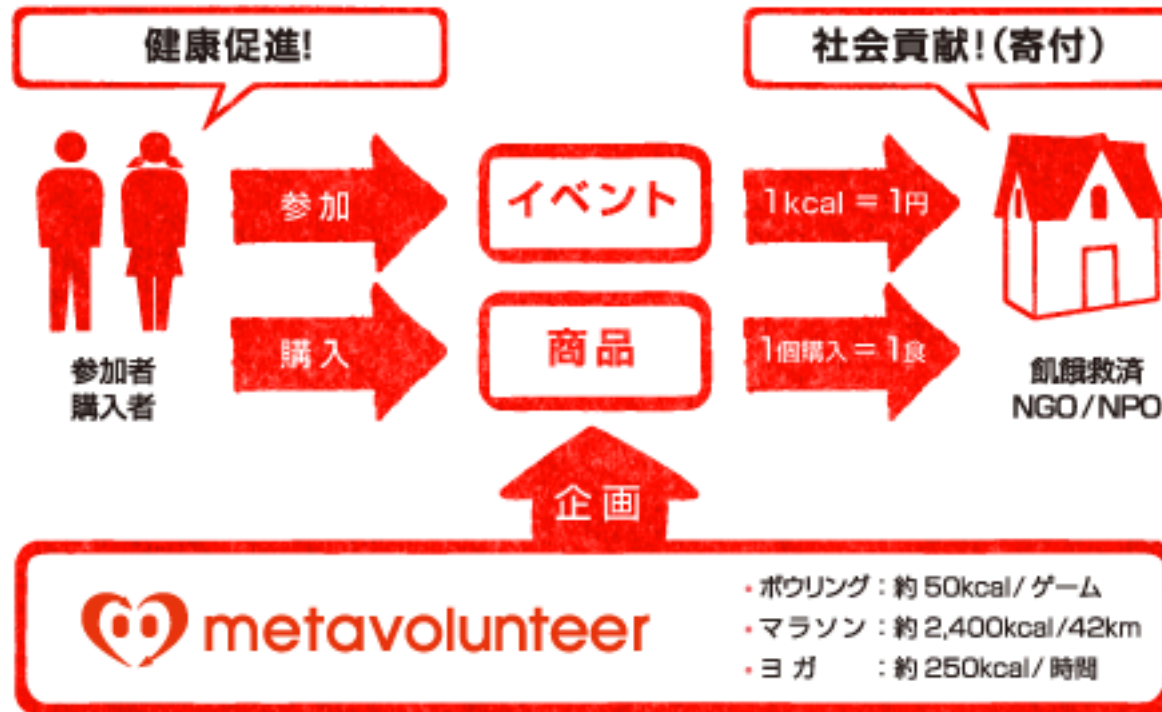 健康促進!
社会貢献!(寄付)
参加
イベント
1kcal = 1円
購入
商品
1個購入 = 1食
参加者
購入者
飢餓救済
NGO/NPO
企画
metavolunteer
・ボウリング:約50kcal/ゲーム
・マラソン:約2,400kcal/42km
・ヨガ:約250kcal/時間